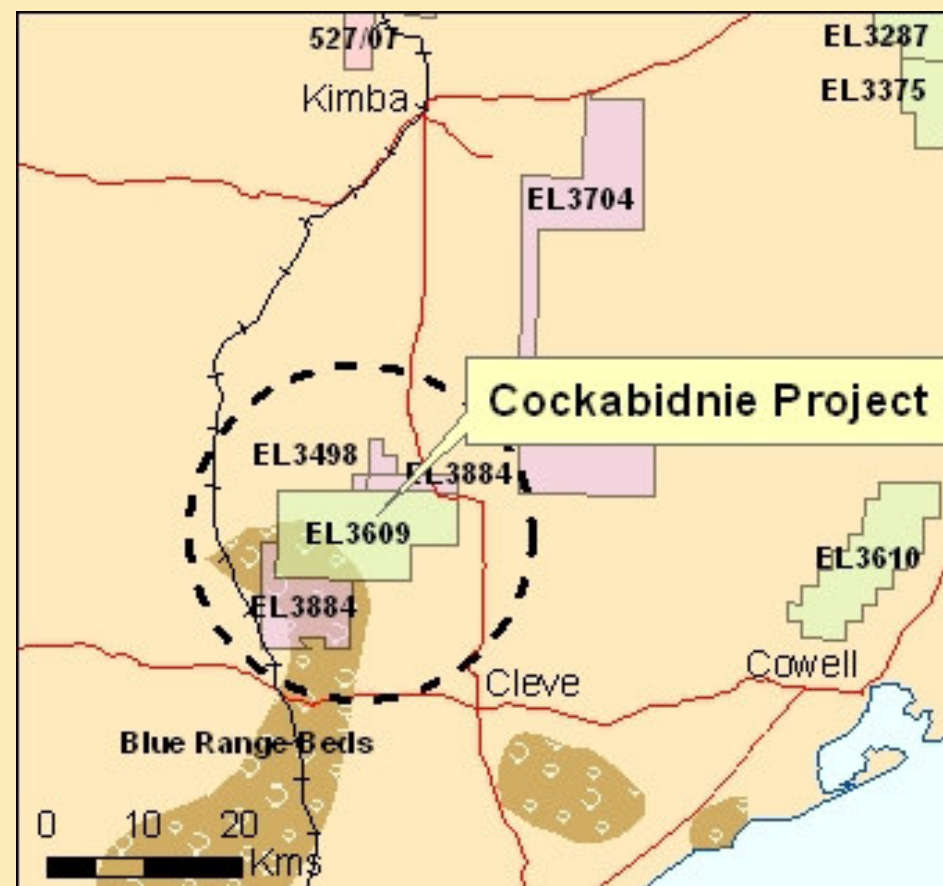 527/07
EL3287
Kimba
EL3375
EL3704
Cockabidnie Project
EL3498
EL3884
EL3609
EL3610
EL3884
Cowell
Cleve
Blue Range Beds
0 10 20
Kms